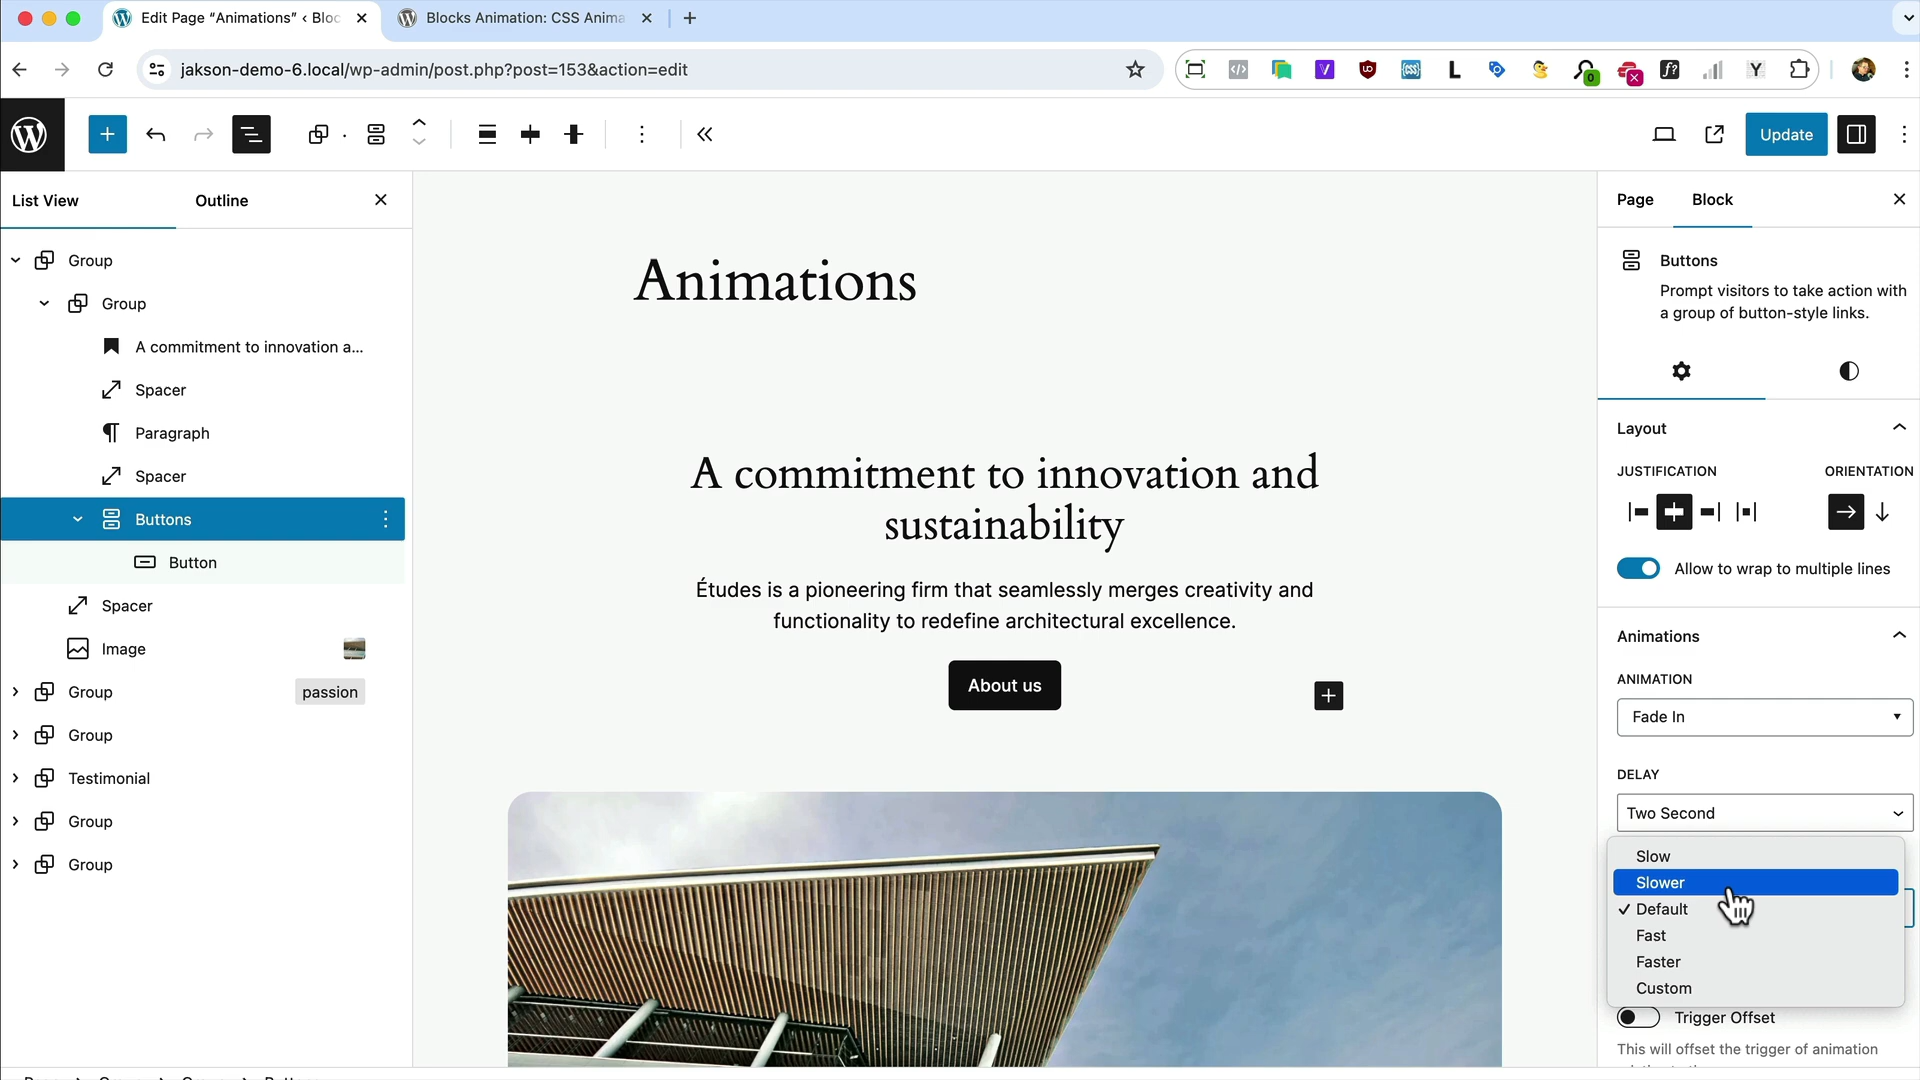 Edit Page “Animations” ‹ Bloc
Blocks Animation: CSS Anima
jakson-demo-6.local/wp-admin/post.php?post=153&action=edit
0
Update
List View
Outline
Group
Group
A commitment to innovation a...
Spacer
Paragraph
Spacer
Buttons
Button
Spacer
Image
Group
passion
Group
Testimonial
Group
Group
Animations
A commitment to innovation and
sustainability
Études is a pioneering firm that seamlessly merges creativity and
functionality to redefine architectural excellence.
About us
Page
Block
Buttons
Prompt visitors to take action with
a group of button-style links.
Layout
JUSTIFICATION
ORIENTATION
Allow to wrap to multiple lines
Animations
ANIMATION
Fade In
DELAY
Two Second
Slow
Slower
Default
Fast
Faster
Custom
Trigger Offset
This will offset the trigger of animation